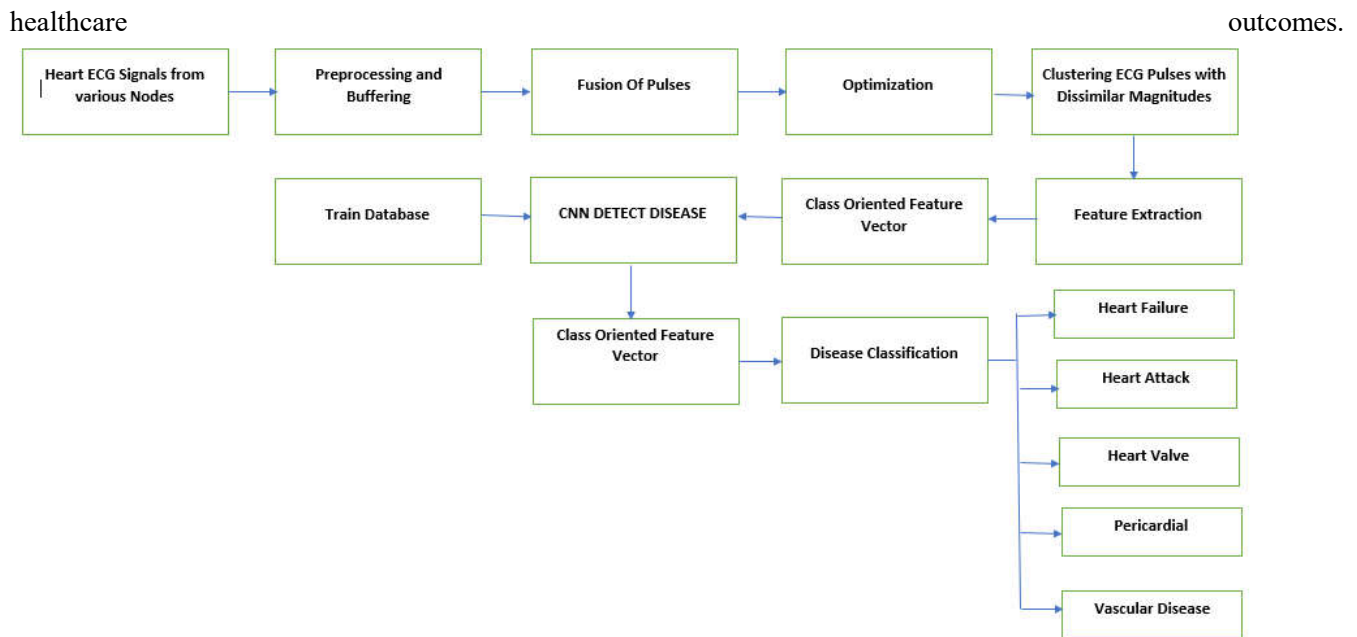 healthcare outcomes.
Heart ECG Signals from
various Nodes
Preprocessing and
Buffering
Fusion Of Pulses
Optimization
Clustering ECG Pulses with
Dissimilar Magnitudes
Train Database
CNN DETECT DISEASE
Class Oriented Feature
Vector
Feature Extraction
Class Oriented Feature
Vector
Disease Classification
Heart Failure
Heart Attack
Heart Valve
Pericardial
Vascular Disease